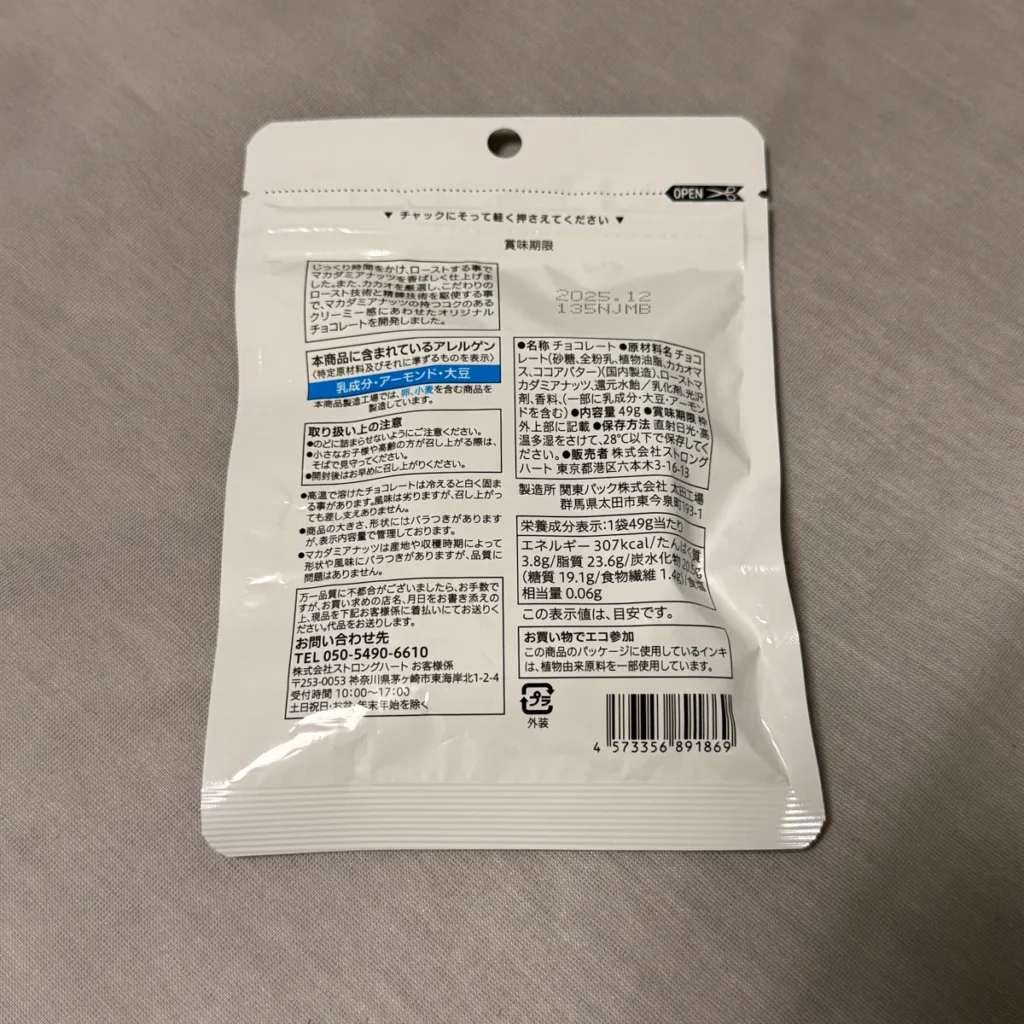 OPEN
▼ チャックにそって軽く押さえてください ▼
賞味期限
2025.12
135NJMB
じっくり時間をかけ、ローストする事で
マカダミアナッツを香ばしく仕上げま
した。また、カカオを厳選し、こだわりの
ロースト技術と精錬技術を駆使する事
で、マカダミアナッツの持つコクのある
クリーミー感にあわせたオリジナル
チョコレートを開発しました。
本商品に含まれているアレルゲン
〈特定原材料及びそれに準ずるものを表示〉
乳成分・アーモンド・大豆
本商品製造工場では、卵、小麦を含む商品を
製造しています。
取り扱い上の注意
●のどに詰まらせないようにご注意ください。
●小さなお子様や高齢の方が召し上がる際は、
そばで見守ってください。
●開封後はお早めに召し上がりください。
●高温で溶けたチョコレートは冷えると白く固ま
る事があります。風味は劣りますが、召し上がっ
ても差し支えありません。
●商品の大きさ、形状にはバラつきがあります
が、表示内容量で管理しております。
●マカダミアナッツは産地や収穫時期によって
形状や風味にバラつきがありますが、品質に
問題はありません。
万一品質に不都合がございましたら、お手数で
すが、お買い求めの店名、月日をお書き添えの
上、現品を下記お客様係に着払いにてお送りく
ださい。代品をお送りします。
お問い合わせ先
TEL 050-5490-6610
株式会社ストロングハート お客様係
〒253-0053 神奈川県茅ヶ崎市東海岸北1-2-4
受付時間 10:00～17:00
土日祝日・お盆・年末年始を除く
●名称 チョコレート ●原材料名 チョコ
レート(砂糖、全粉乳、植物油脂、カカオマ
ス、ココアバター)(国内製造)、ローストマ
カダミアナッツ、還元水飴／乳化剤、光沢
剤、香料、(一部に乳成分・大豆・アーモン
ドを含む) ●内容量 49g ●賞味期限 枠
外上部に記載 ●保存方法 直射日光・高
温多湿をさけて、28℃以下で保存してく
ださい。●販売者 株式会社ストロング
ハート 東京都港区六本木3-16-13
製造所 関東パック株式会社 太田工場
群馬県太田市東今泉町193-1
栄養成分表示：1袋49g当たり
エネルギー 307kcal/たんぱく質
3.8g/脂質 23.6g/炭水化物 20.5g
(糖質 19.1g/食物繊維 1.4g)/食塩
相当量 0.06g
この表示値は、目安です。
お買い物でエコ参加
この商品のパッケージに使用しているインキ
は、植物由来原料を一部使用しています。
プラ
外装
4 573356 891869